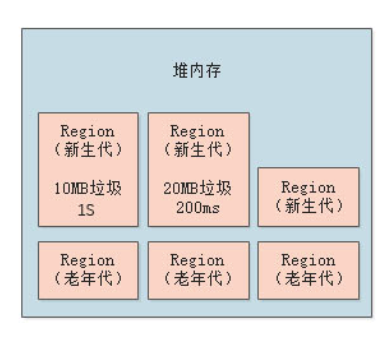 堆内存
Region
(新生代)
10MB垃圾
1S
Region
(新生代)
20MB垃圾
200ms
Region
(新生代)
Region
(老年代)
Region
(老年代)
Region
(老年代)